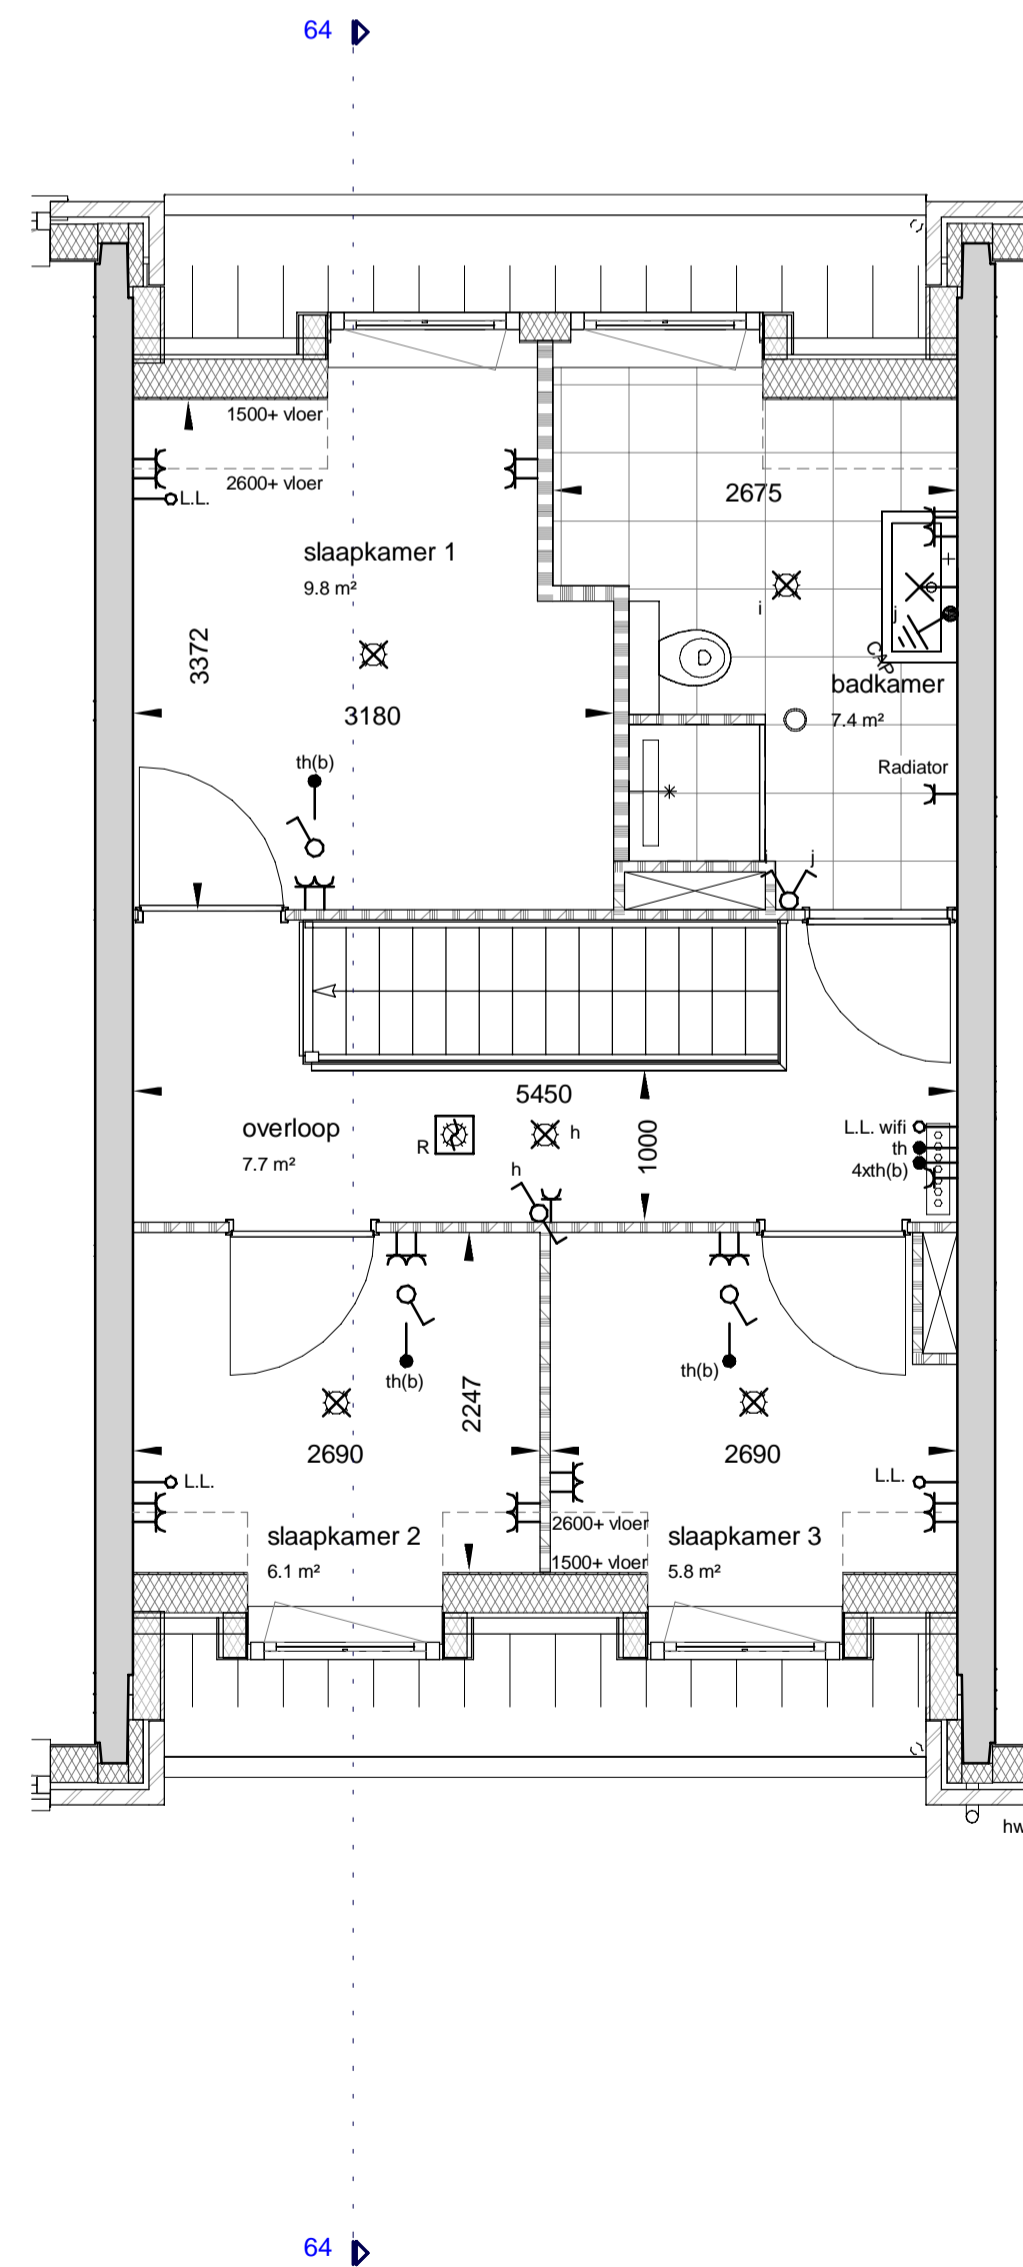 64
1500+ vloer
2600+ vloer
L.L.
2675
slaapkamer 1
9.8 m²
i
j
CAP
3372
badkamer
7.4 m²
3180
th(b)
Radiator
j
5450
overloop
7.7 m²
R
h
1000
h
L.L. wifi
th
4xth(b)
th(b)
2247
th(b)
2690
2690
L.L.
L.L.
2600+ vloer
slaapkamer 2
6.1 m²
slaapkamer 3
5.8 m²
1500+ vloer
hw
64